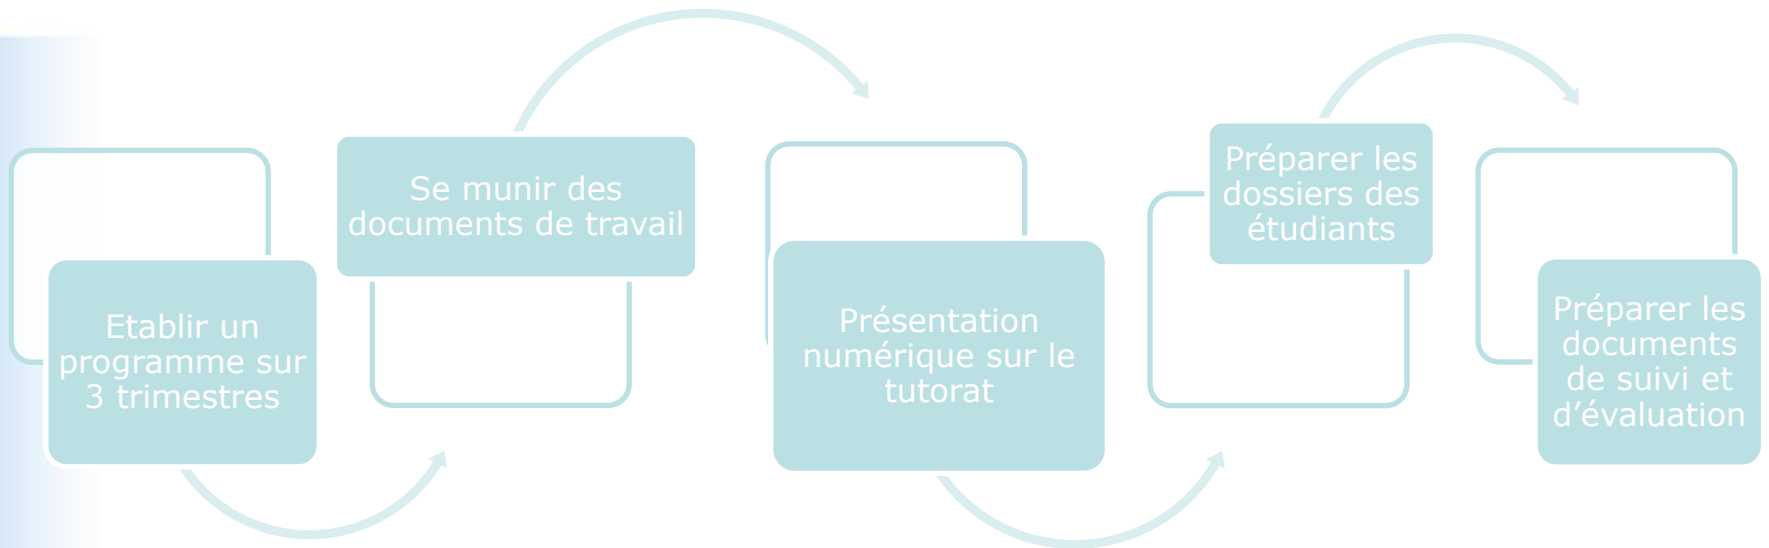 Etablir un
programme sur
3 trimestres
Se munir des
documents de travail
Présentation
numérique sur le
tutorat
Préparer les
dossiers des
étudiants
Préparer les
documents
de suivi et
d’évaluation